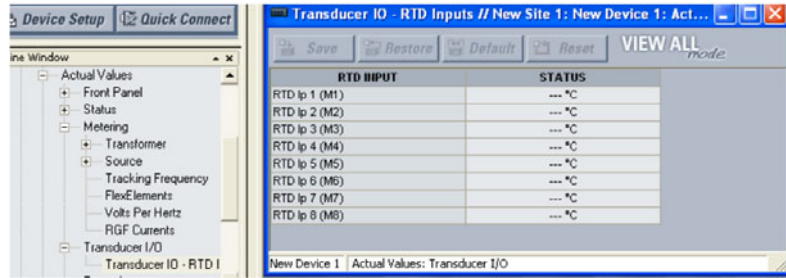 Device Setup
Quick Connect
Transducer IO - RTD Inputs // New Site 1: New Device 1: Act...
Window
Save
Restore
Default
Reset
VIEW ALL
mode
Actual Values
Front Panel
Status
Metering
Transformer
Source
Tracking Frequency
FlexElements
Volts Per Hertz
RGF Currents
Transducer I/O
Transducer IO - RTD I
RTD INPUT STATUS
RTD Ip 1 (M1) --- °C
RTD Ip 2 (M2) --- °C
RTD Ip 3 (M3) --- °C
RTD Ip 4 (M4) --- °C
RTD Ip 5 (M5) --- °C
RTD Ip 6 (M6) --- °C
RTD Ip 7 (M7) --- °C
RTD Ip 8 (M8) --- °C
New Device 1 Actual Values: Transducer I/O